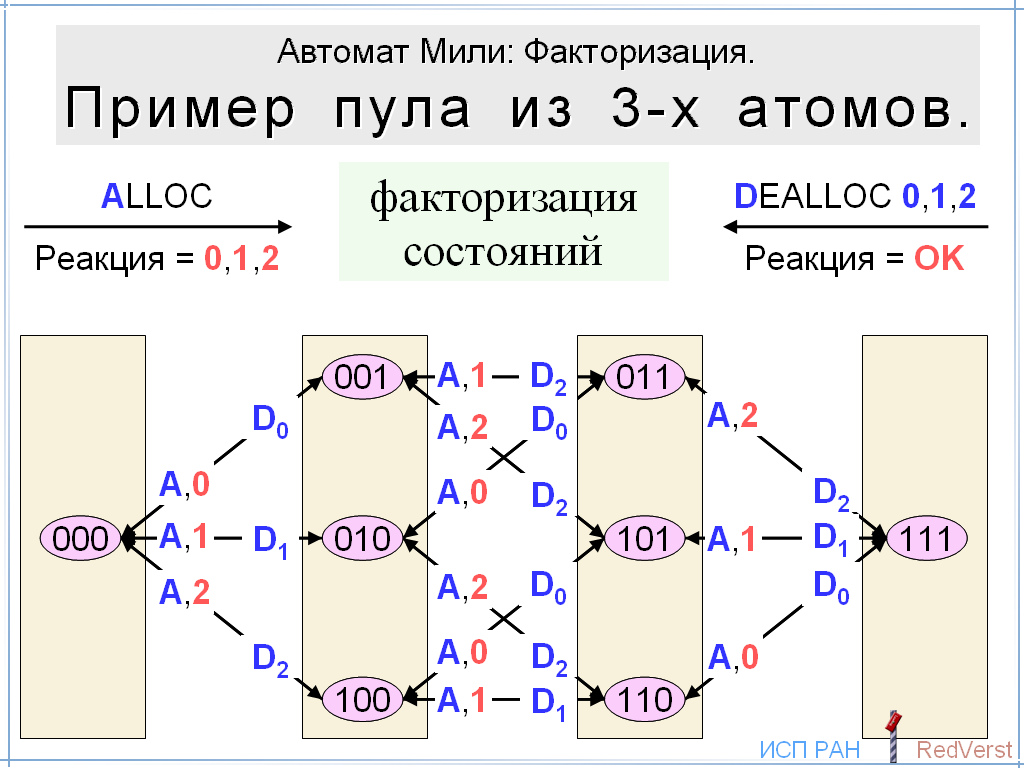 Автомат Мили: Факторизация.
Пример пула из 3-х атомов.
ALLOC
Реакция = 0,1,2
факторизация
состояний
DEALLOC 0,1,2
Реакция = OK
001 A,1 D2 011
D0 A,2 D0 A,2
A,0 A,0 D2 D2
000 A,1 D1 010 101 A,1 D1 111
A,2 A,2 D0 D0
D2 A,0 D2 A,0
100 A,1 D1 110
ИСП РАН RedVerst